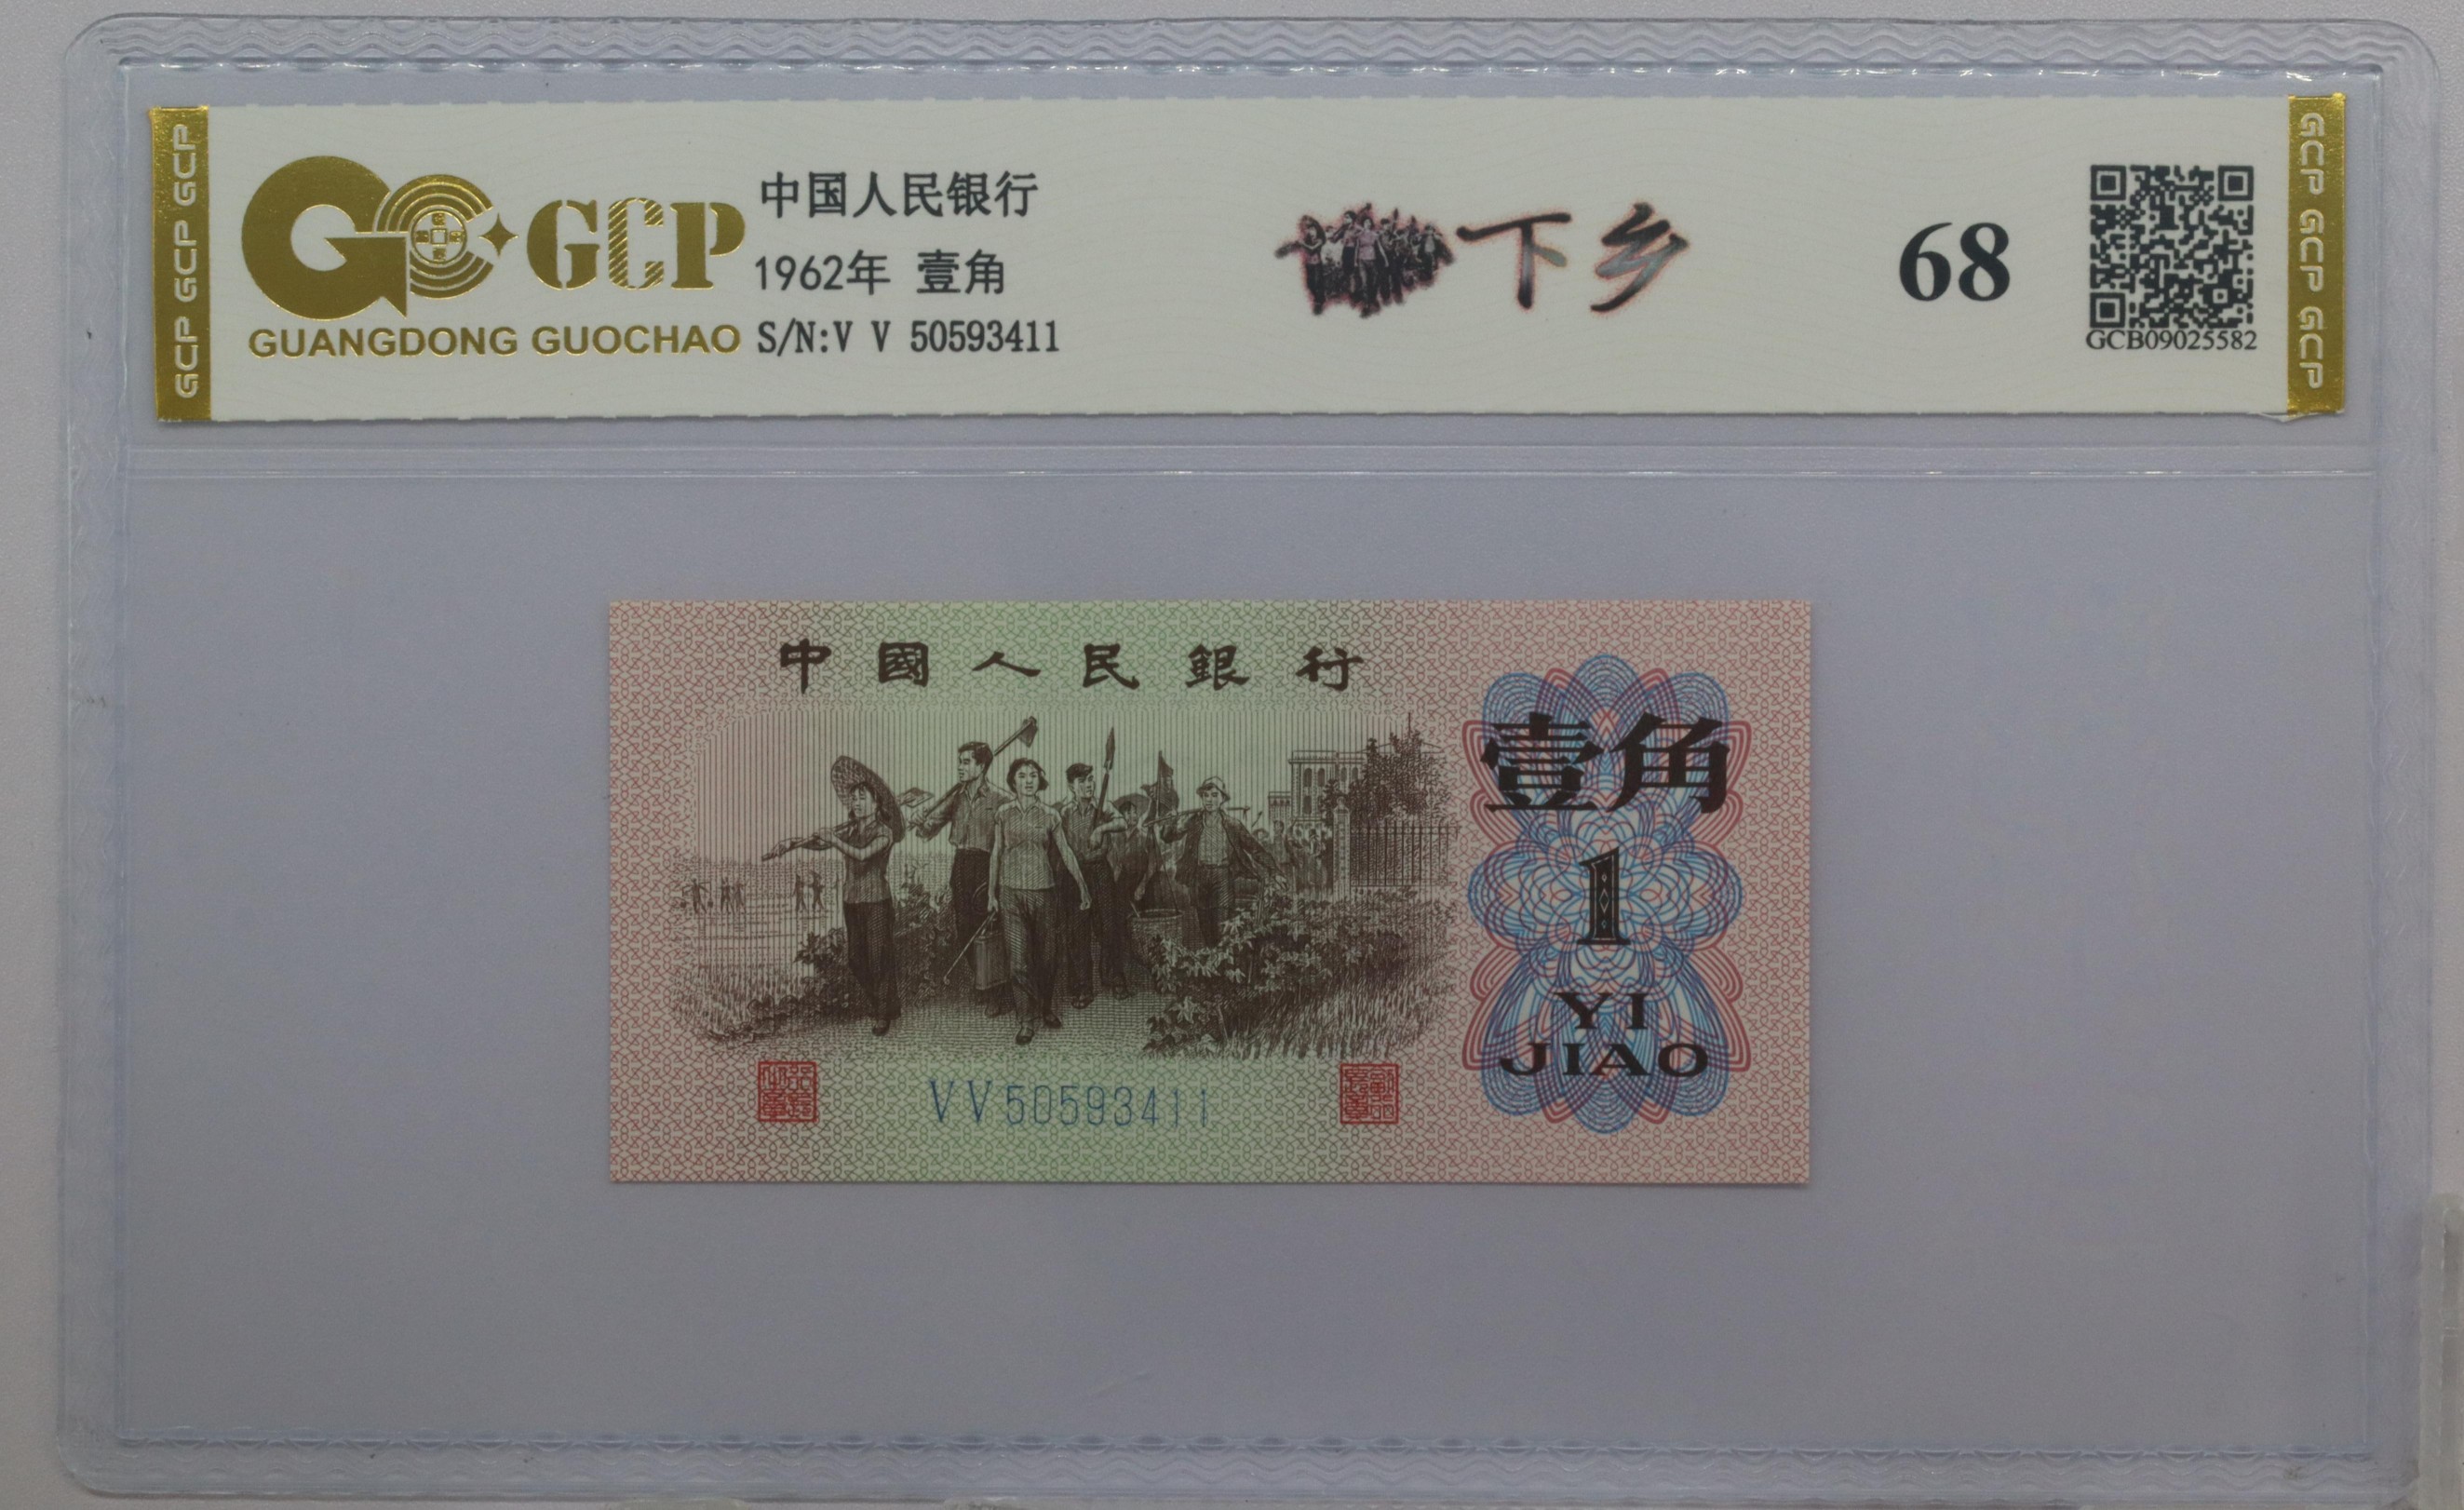 GCP GCP GCP
GCP
GUANGDONG GUOCHAO
中国人民银行
1962年 壹角
S/N:V V 50593411
下乡
68
GCB09025582
GCP GCP GCP
中國人民銀行
壹角
1
YI
JIAO
VV50593411